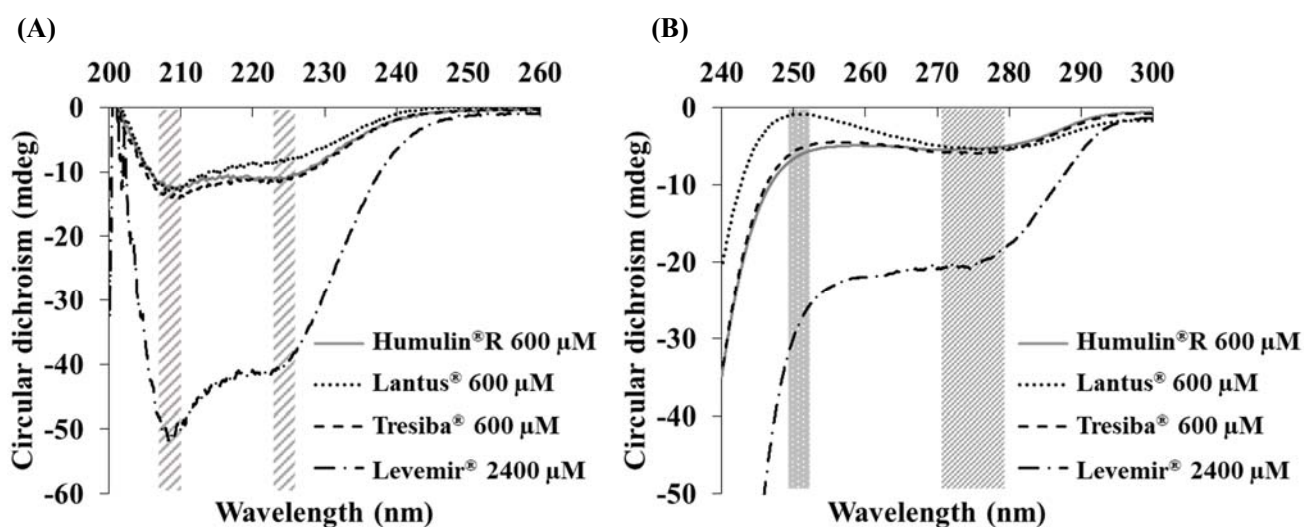 (A)
200 210 220 230 240 250 260
0
-10
-20
-30
-40
-50
-60
Circular dichroism (mdeg)
Humulin®R 600 µM
Lantus® 600 µM
Tresiba® 600 µM
Levemir® 2400 µM
Wavelength (nm)
(B)
240 250 260 270 280 290 300
0
-10
-20
-30
-40
-50
Circular dichroism (mdeg)
Humulin®R 600 µM
Lantus® 600 µM
Tresiba® 600 µM
Levemir® 2400 µM
Wavelength (nm)